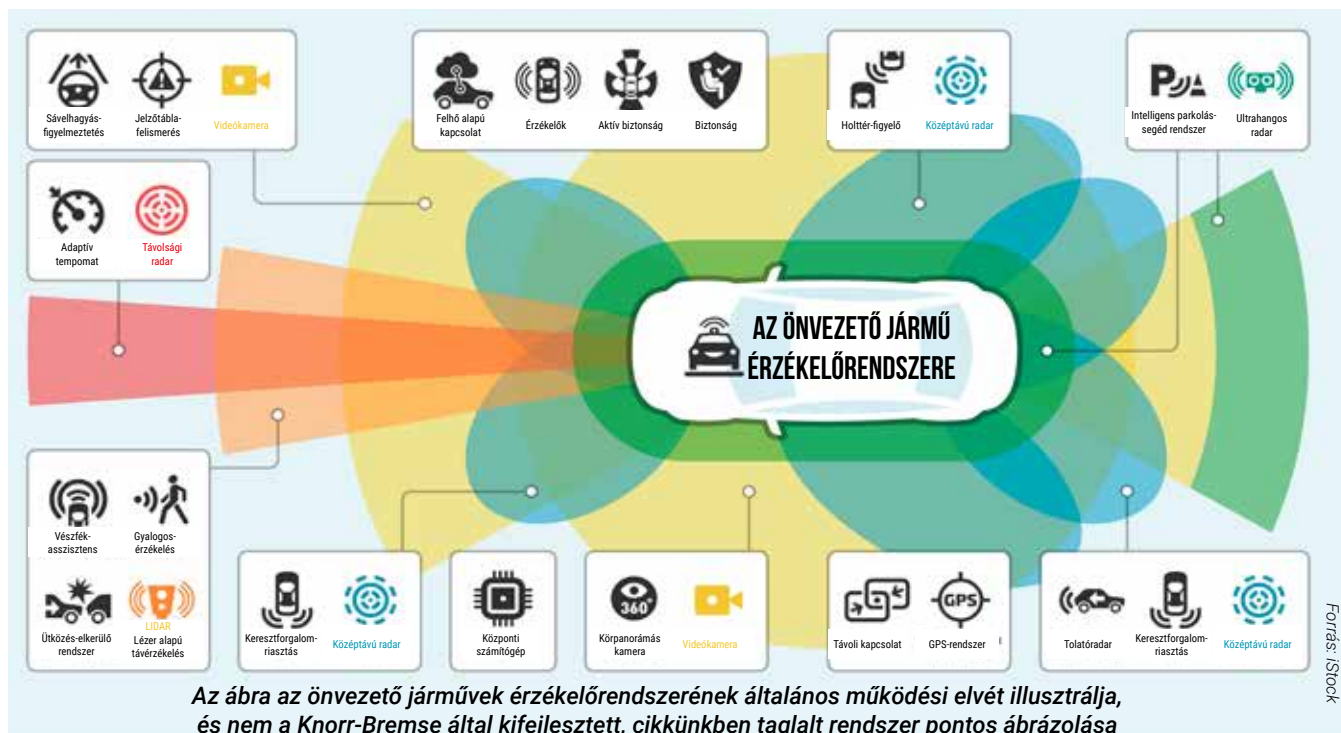 Sávelhagyás-
figyelmeztetés
Jelzőtábla-
felismerés
Videókamera
Felhő alapú
kapcsolat
Érzékelők
Aktív biztonság
Biztonság
Holttér-figyelő
Középtávú radar
P
Intelligens parkolás-
segéd rendszer
Ultrahangos
radar
Adaptív
tempomat
Távolsági
radar
AZ ÖNVEZETŐ JÁRMŰ
ÉRZÉKELŐRENDSZERE
Vészfék-
asszisztens
Gyalogos-
érzékelés
Ütközés-elkerülő
rendszer
LIDAR
Lézer alapú
távérzékelés
Keresztforgalom-
riasztás
Középtávú radar
Központi
számítógép
360°
Körpanorámás
kamera
Videókamera
Távoli kapcsolat
GPS
GPS-rendszer
Tolatóradar
Keresztforgalom-
riasztás
Középtávú radar
Forrás: iStock
Az ábra az önvezető járművek érzékelőrendszerének általános működési elvét illusztrálja,
és nem a Knorr-Bremse által kifejlesztett, cikkünkben taglalt rendszer pontos ábrázolása